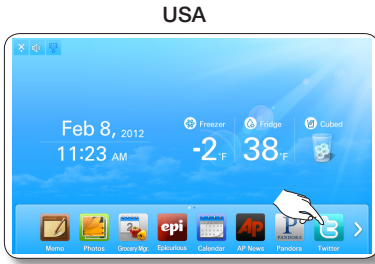 USA
Feb 8, 2012
11:23 AM
Freezer
-2°F
Fridge
38°F
Cubed
Memo
Photos
Grocery Mgr.
epi
Epicurious
Calendar
AP
AP News
P
PANDORA
Pandora
Twitter